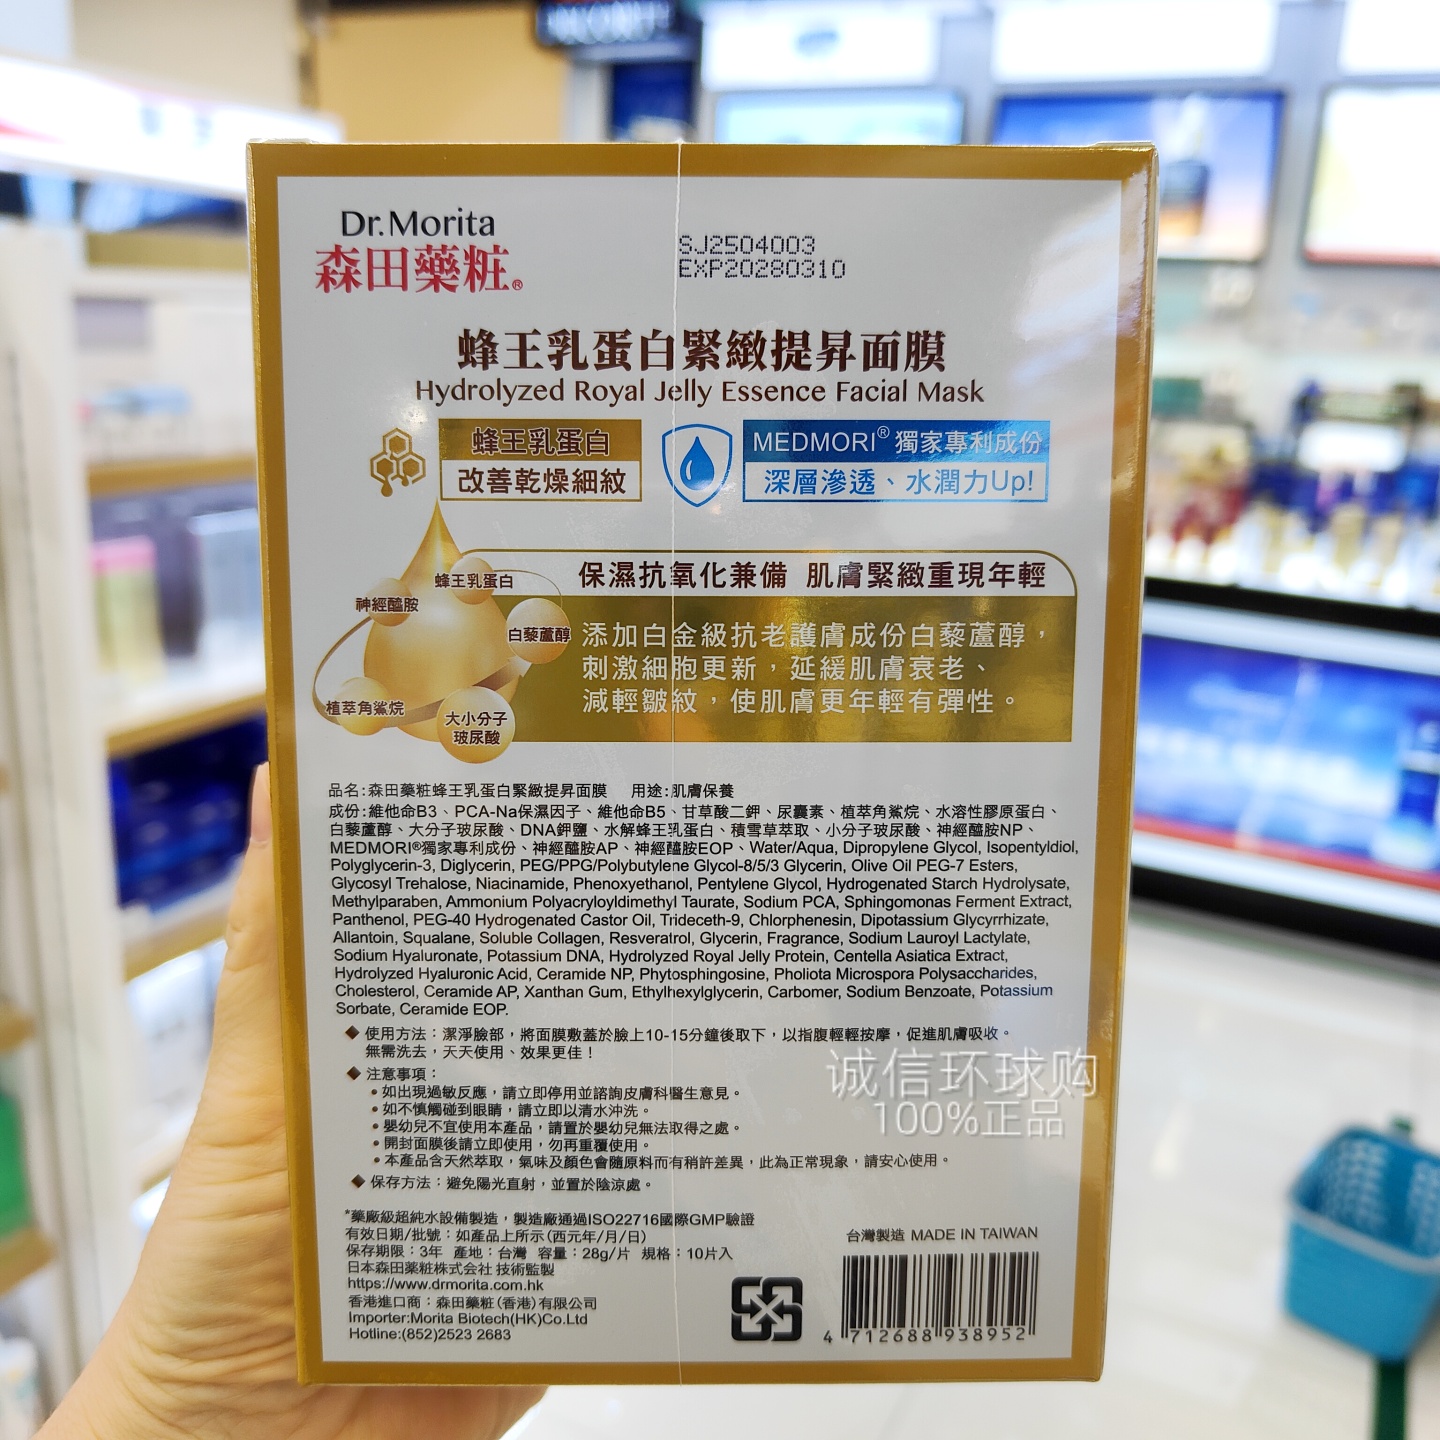 Dr.Morita
森田藥粧®
SJ2504003
EXP20280310
蜂王乳蛋白緊緻提昇面膜
Hydrolyzed Royal Jelly Essence Facial Mask
蜂王乳蛋白
改善乾燥細紋
MEDMORI® 獨家專利成份
深層滲透、水潤力Up!
蜂王乳蛋白
神經醯胺
白藜蘆醇
植萃角鯊烷
大小分子
玻尿酸
保濕抗氧化兼備 肌膚緊緻重現年輕
添加白金級抗老護膚成份白藜蘆醇，
刺激細胞更新，延緩肌膚衰老、
減輕皺紋，使肌膚更年輕有彈性。
品名:森田藥粧蜂王乳蛋白緊緻提昇面膜 用途:肌膚保養
成份:維他命B3、PCA-Na保濕因子、維他命B5、甘草酸二鉀、尿囊素、植萃角鯊烷、水溶性膠原蛋白、
白藜蘆醇、大分子玻尿酸、DNA鉀鹽、水解蜂王乳蛋白、積雪草萃取、小分子玻尿酸、神經醯胺NP、
MEDMORI®獨家專利成份、神經醯胺AP、神經醯胺EOP、Water/Aqua, Dipropylene Glycol, Isopentyldiol,
Polyglycerin-3, Diglycerin, PEG/PPG/Polybutylene Glycol-8/5/3 Glycerin, Olive Oil PEG-7 Esters,
Glycosyl Trehalose, Niacinamide, Phenoxyethanol, Pentylene Glycol, Hydrogenated Starch Hydrolysate,
Methylparaben, Ammonium Polyacryloyldimethyl Taurate, Sodium PCA, Sphingomonas Ferment Extract,
Panthenol, PEG-40 Hydrogenated Castor Oil, Trideceth-9, Chlorphenesin, Dipotassium Glycyrrhizate,
Allantoin, Squalane, Soluble Collagen, Resveratrol, Glycerin, Fragrance, Sodium Lauroyl Lactylate,
Sodium Hyaluronate, Potassium DNA, Hydrolyzed Royal Jelly Protein, Centella Asiatica Extract,
Hydrolyzed Hyaluronic Acid, Ceramide NP, Phytosphingosine, Pholiota Microspora Polysaccharides,
Cholesterol, Ceramide AP, Xanthan Gum, Ethylhexylglycerin, Carbomer, Sodium Benzoate, Potassium
Sorbate, Ceramide EOP.
◆ 使用方法：潔淨臉部，將面膜敷蓋於臉上10-15分鐘後取下，以指腹輕輕按摩，促進肌膚吸收。
無需洗去，天天使用、效果更佳！
◆ 注意事項：
• 如出現過敏反應，請立即停用並諮詢皮膚科醫生意見。
• 如不慎觸碰到眼睛，請立即以清水沖洗。
• 嬰幼兒不宜使用本產品，請置於嬰幼兒無法取得之處。
• 開封面膜後請立即使用，勿再重覆使用。
• 本產品含天然萃取，氣味及顏色會隨原料而有稍許差異，此為正常現象，請安心使用。
◆ 保存方法：避免陽光直射，並置於陰涼處。
诚信环球购
100%正品
*藥廠級超純水設備製造，製造廠通過ISO22716國際GMP驗證
有效日期/批號：如產品上所示(西元年/月/日)
保存期限：3年 產地：台灣 容量：28g/片 規格：10片入
日本森田藥粧株式会社 技術監製
https://www.drmorita.com.hk
香港進口商：森田藥粧(香港)有限公司
Importer:Morita Biotech(HK)Co.Ltd
Hotline:(852)2523 2683
台灣製造 MADE IN TAIWAN
4 712688 938952